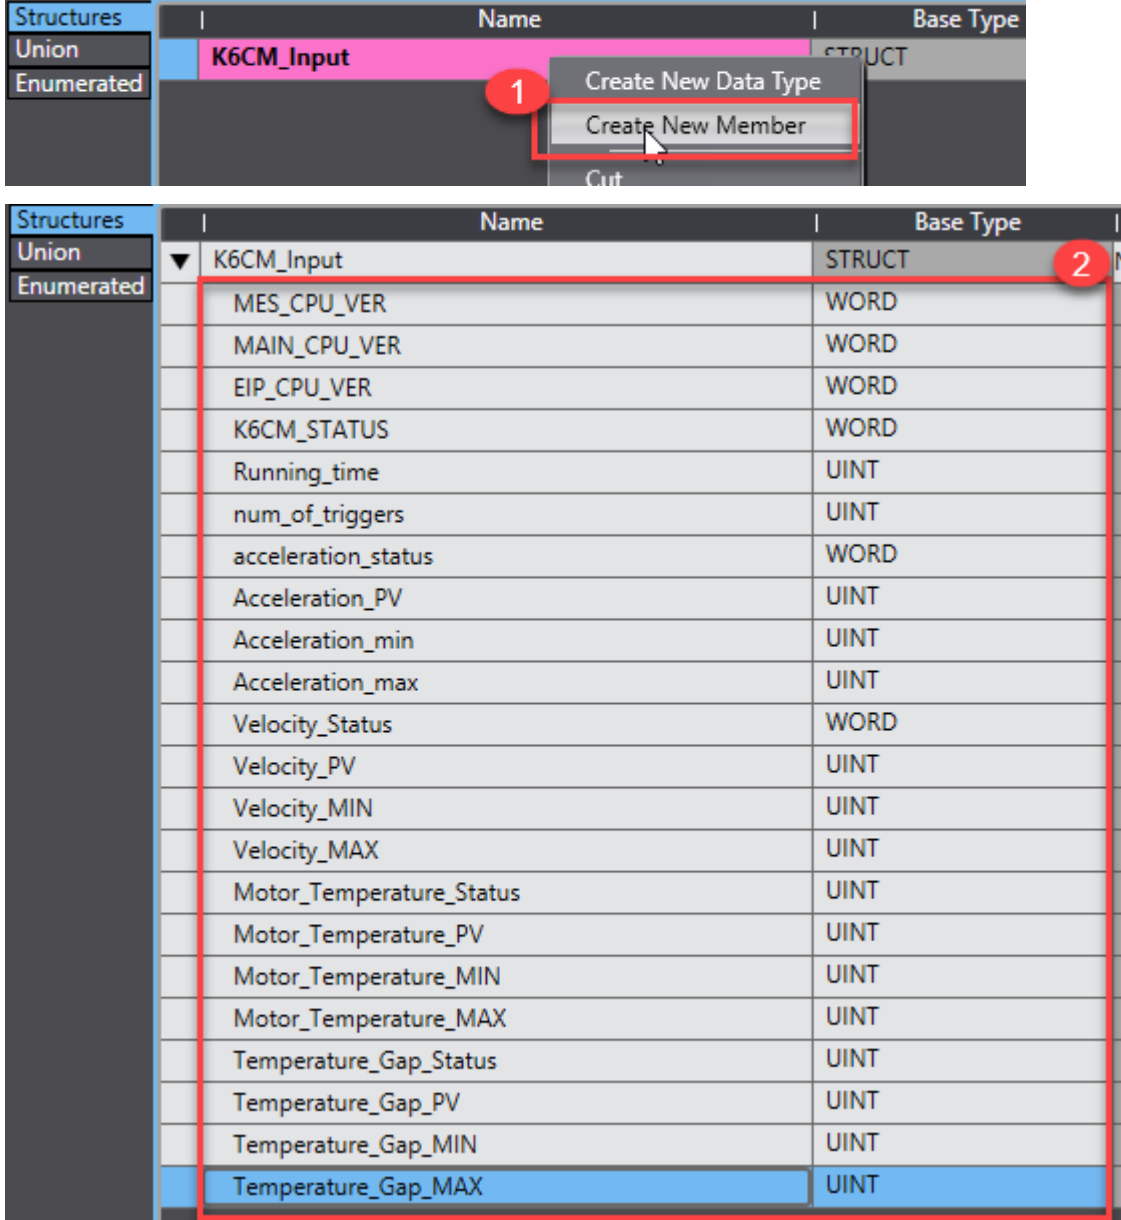 Structures Name Base Type
Union K6CM_Input STRUCT
Enumerated
1 Create New Data Type
Create New Member
Cut
Structures Name Base Type
Union K6CM_Input STRUCT 2
Enumerated
MES_CPU_VER WORD
MAIN_CPU_VER WORD
EIP_CPU_VER WORD
K6CM_STATUS WORD
Running_time UINT
num_of_triggers UINT
acceleration_status WORD
Acceleration_PV UINT
Acceleration_min UINT
Acceleration_max UINT
Velocity_Status WORD
Velocity_PV UINT
Velocity_MIN UINT
Velocity_MAX UINT
Motor_Temperature_Status UINT
Motor_Temperature_PV UINT
Motor_Temperature_MIN UINT
Motor_Temperature_MAX UINT
Temperature_Gap_Status UINT
Temperature_Gap_PV UINT
Temperature_Gap_MIN UINT
Temperature_Gap_MAX UINT